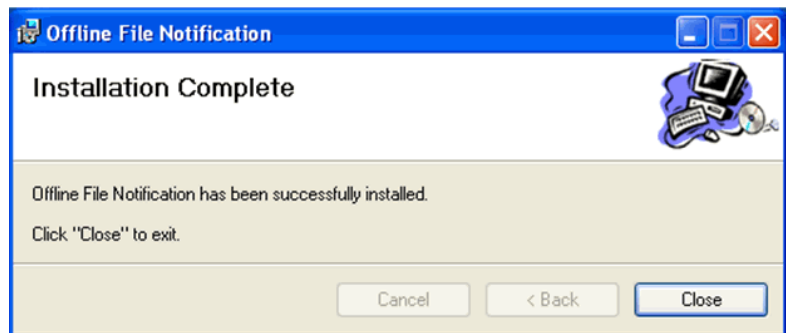 Offline File Notification
Installation Complete
Offline File Notification has been successfully installed.
Click "Close" to exit.
Cancel
< Back
Close